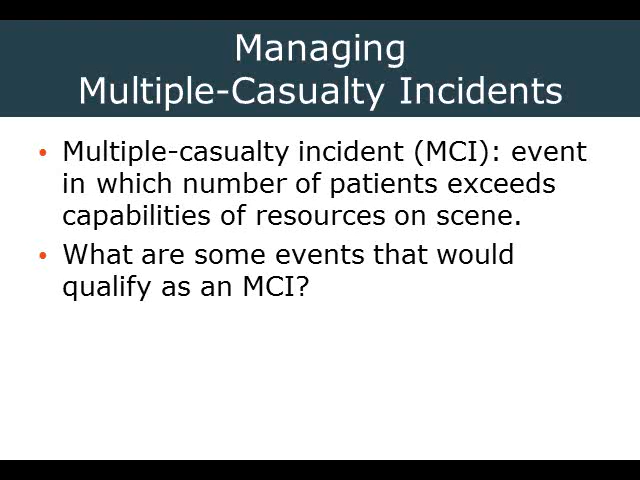 Managing
Multiple-Casualty Incidents
• Multiple-casualty incident (MCI): event
in which number of patients exceeds
capabilities of resources on scene.
• What are some events that would
qualify as an MCI?